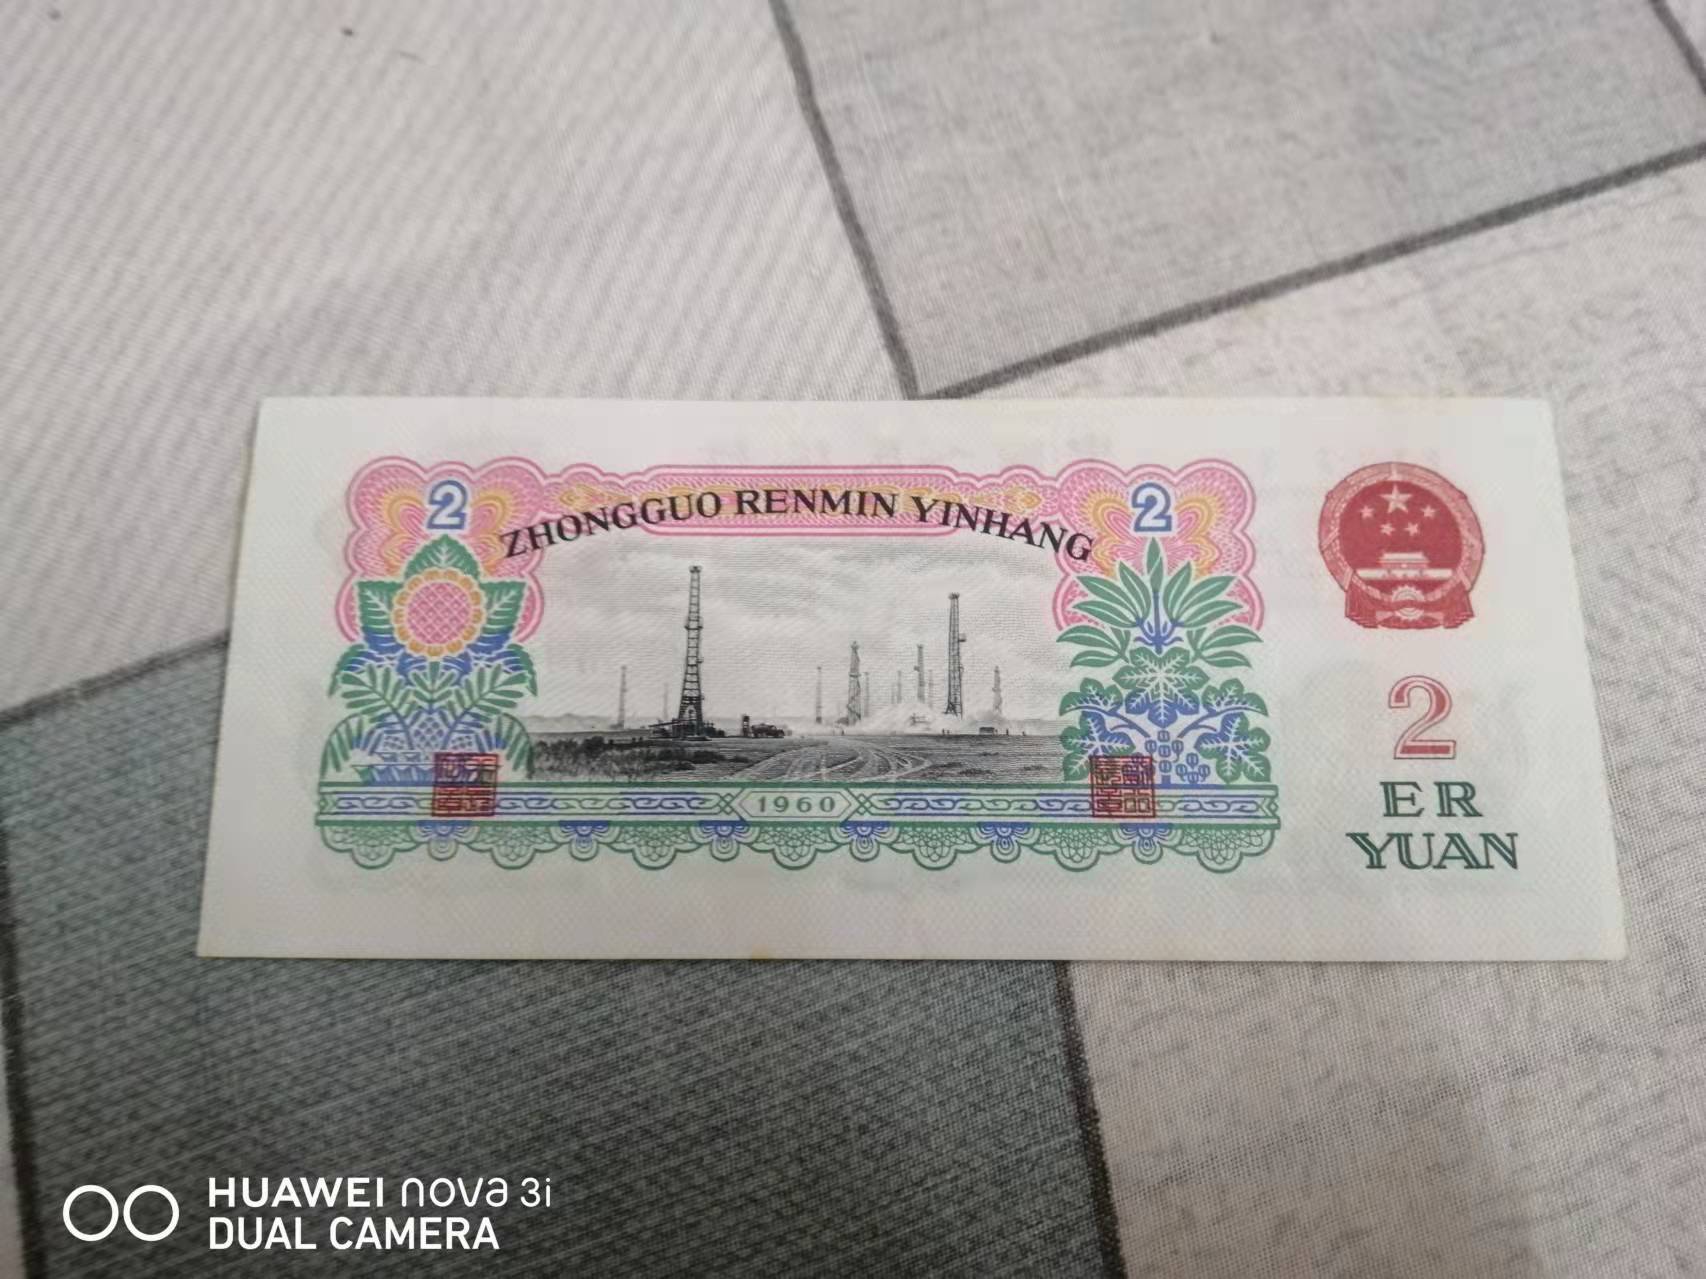 2
ZHONGGUO RENMIN YINHANG
2
1960
2
ER
YUAN
HUAWEI nova 3i
DUAL CAMERA